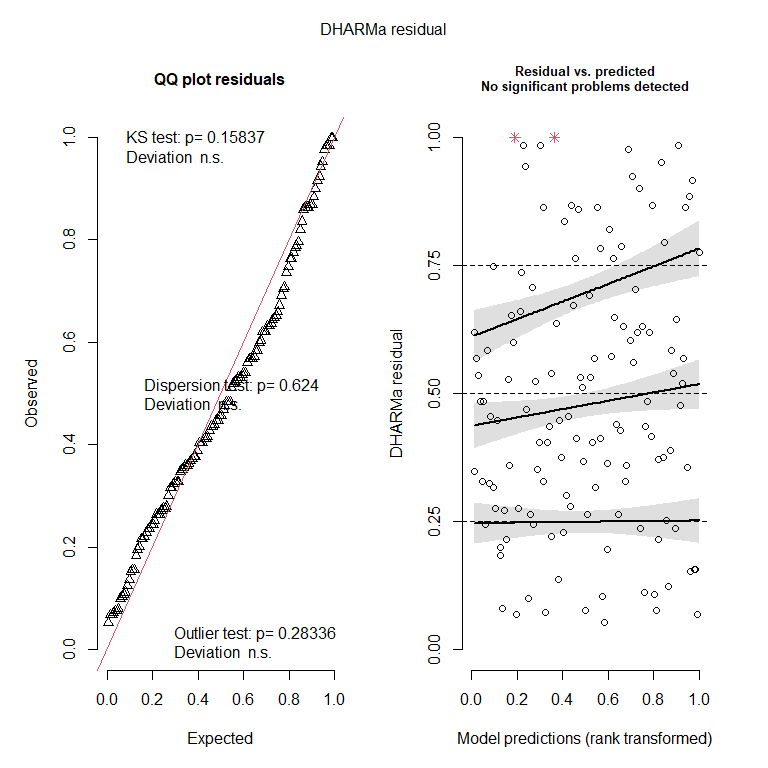 DHARMa residual
QQ plot residuals
KS test: p= 0.15837
Deviation n.s.
Dispersion test: p= 0.624
Deviation n.s.
Outlier test: p= 0.28336
Deviation n.s.
Observed
0.0 0.2 0.4 0.6 0.8 1.0
0.0 0.2 0.4 0.6 0.8 1.0
Expected
Residual vs. predicted
No significant problems detected
DHARMa residual
0.00 0.25 0.50 0.75 1.00
0.0 0.2 0.4 0.6 0.8 1.0
Model predictions (rank transformed)